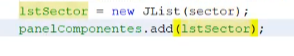 lstSector = new JList(sector);
panelComponentes.add(lstSector);